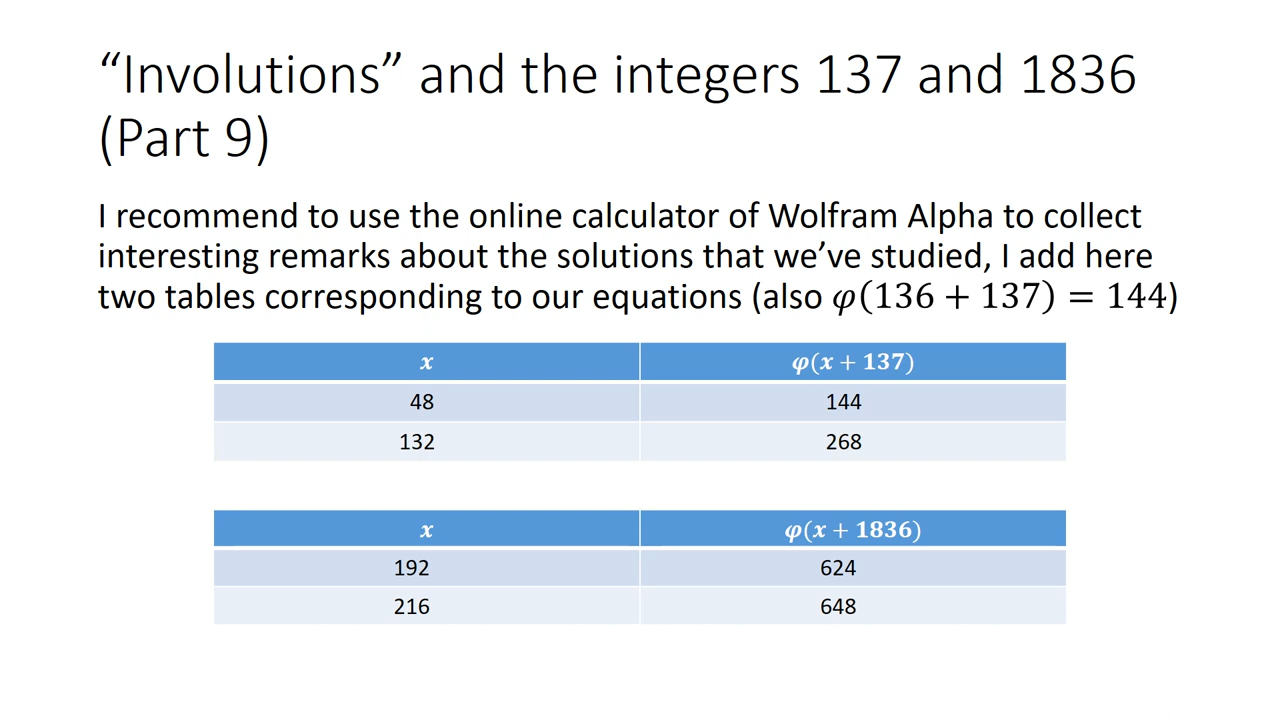 “Involutions” and the integers 137 and 1836
(Part 9)
I recommend to use the online calculator of Wolfram Alpha to collect
interesting remarks about the solutions that we’ve studied, I add here
two tables corresponding to our equations (also 𝜑(136 + 137) = 144)
𝒙 𝝋(𝒙 + 𝟏𝟑𝟕)
48 144
132 268
𝒙 𝝋(𝒙 + 𝟏𝟖𝟑𝟔)
192 624
216 648